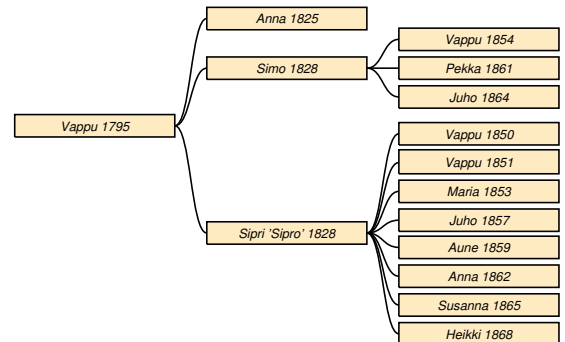 Anna 1825
Vappu 1854
Simo 1828
Pekka 1861
Juho 1864
Vappu 1795
Vappu 1850
Vappu 1851
Maria 1853
Juho 1857
Sipri 'Sipro' 1828
Aune 1859
Anna 1862
Susanna 1865
Heikki 1868